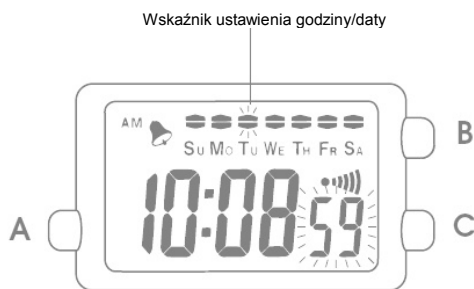 Wskaźnik ustawienia godziny/daty
AM
SU MO TU WE TH FR SA
B
10:08 59
A
C